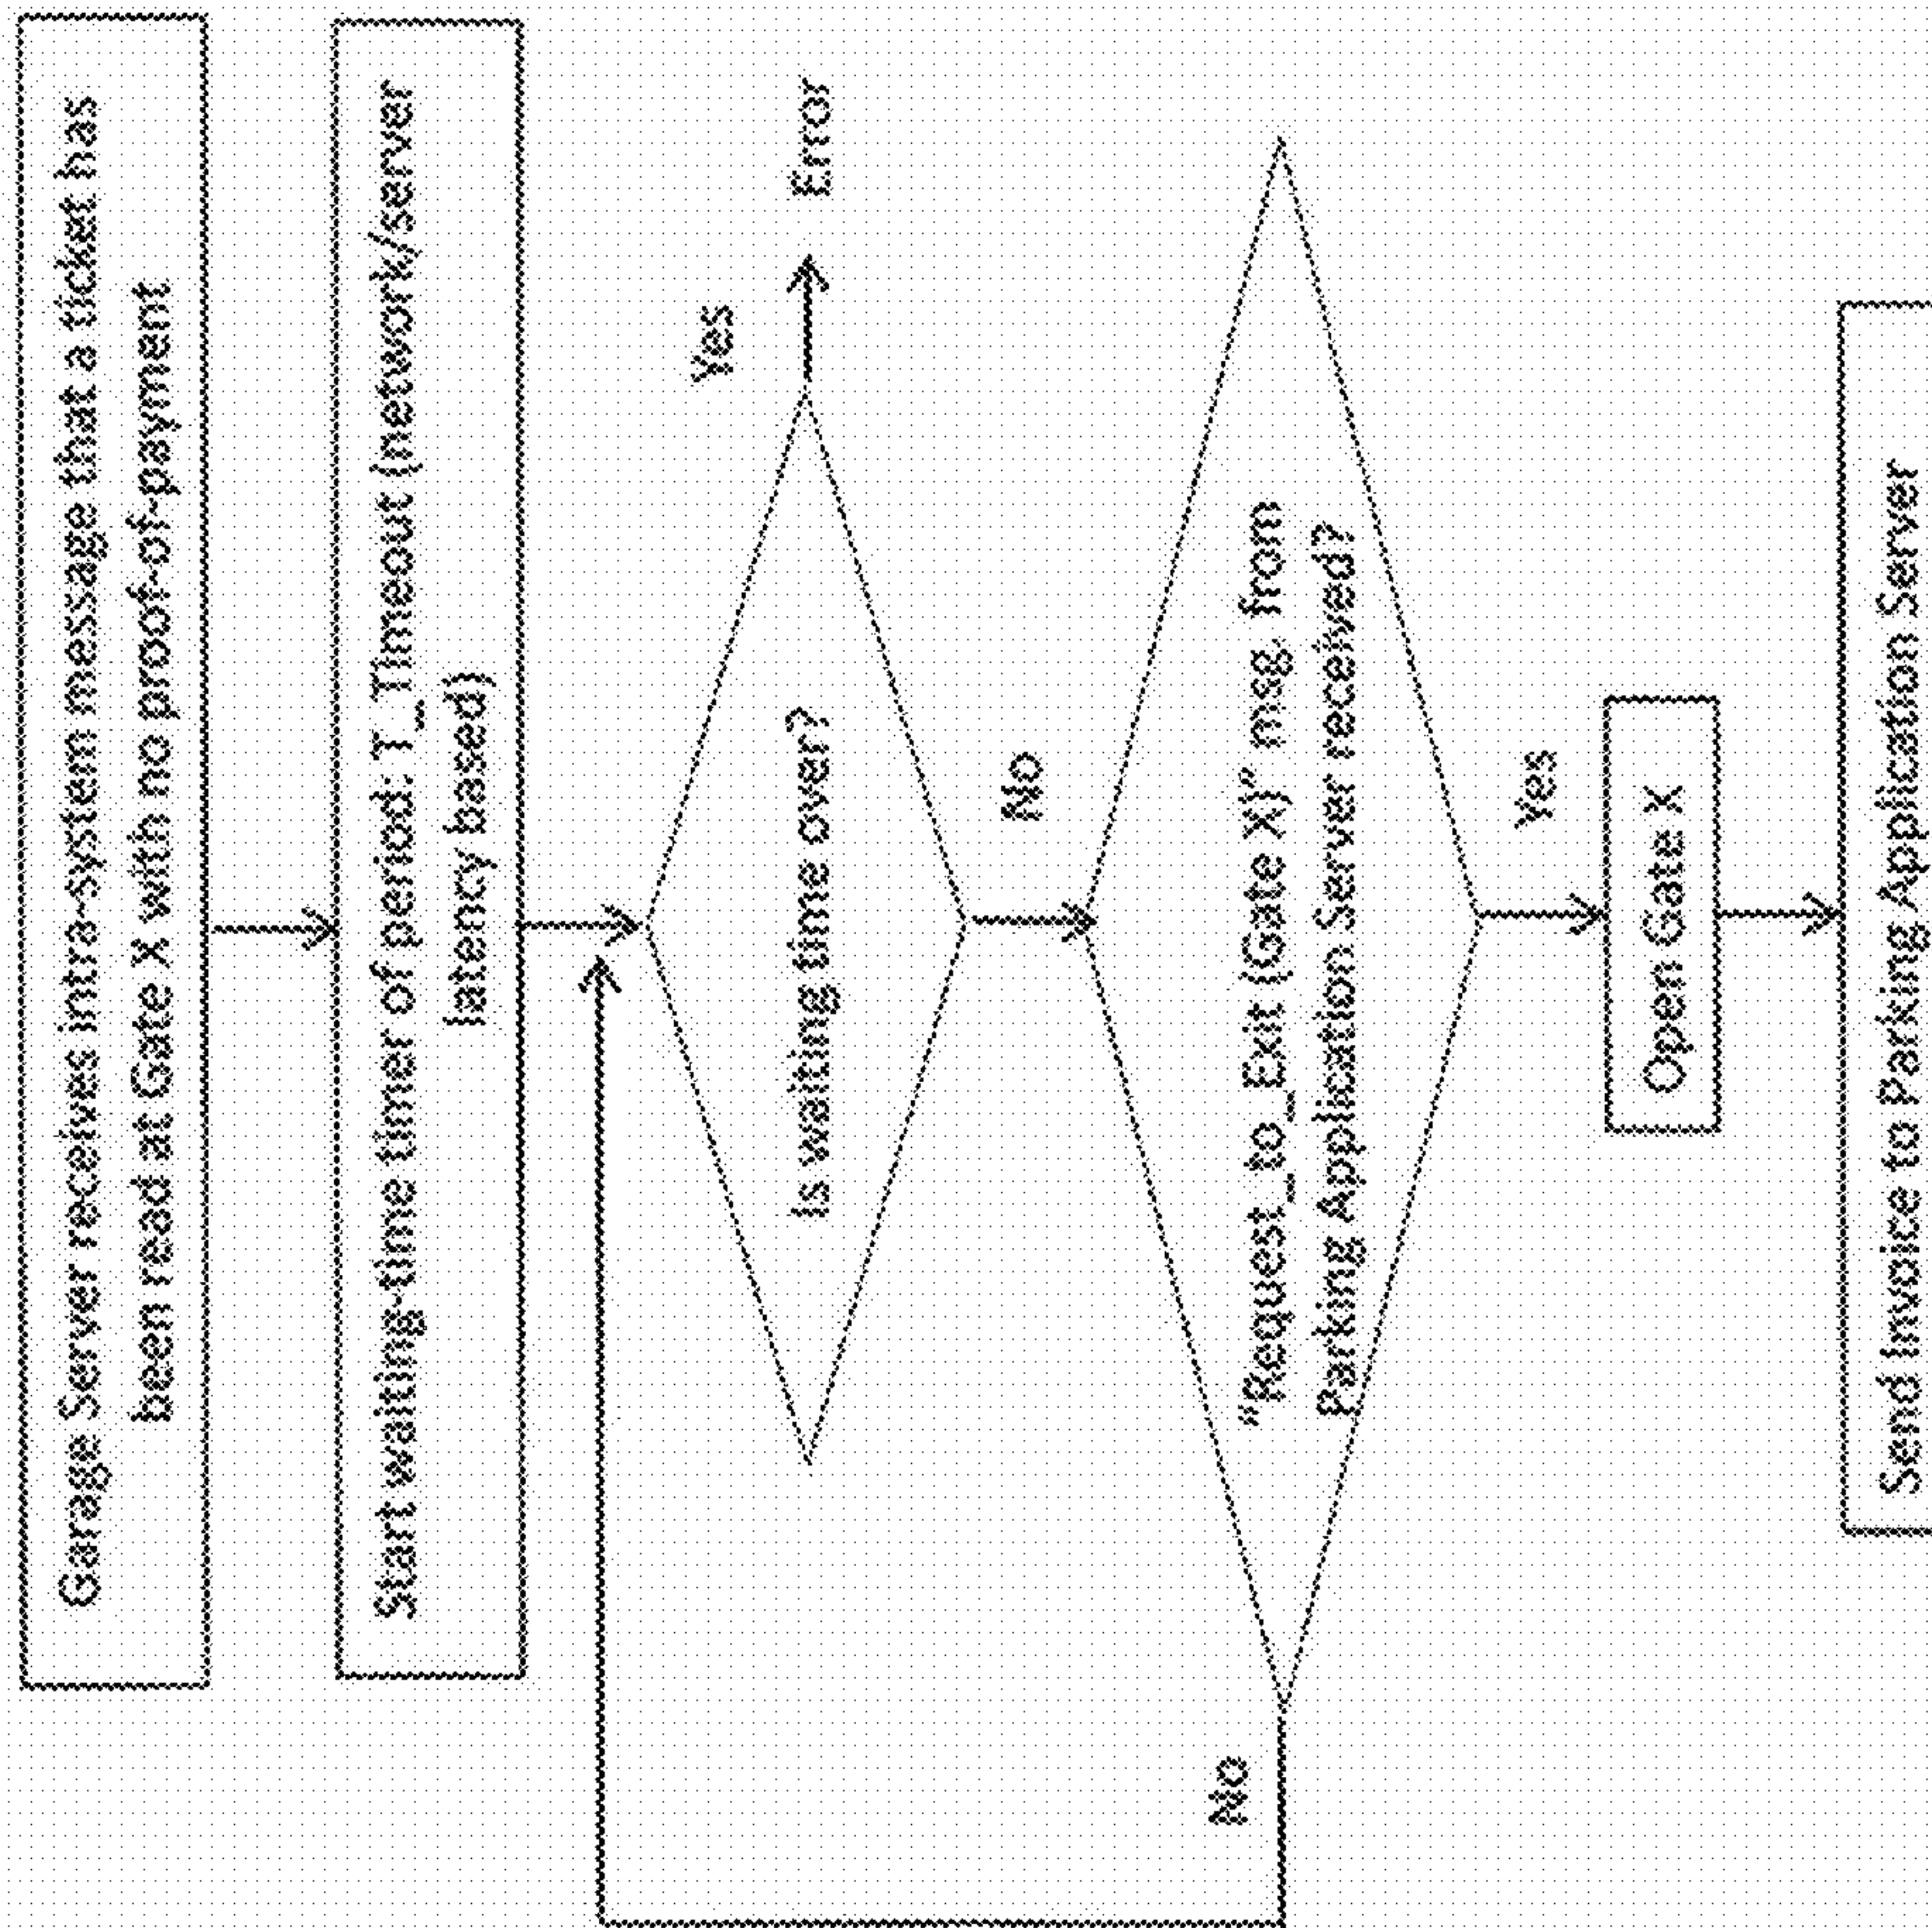 Garage Server receives intra-system message that a ticket has
been read at Gate X with no proof-of-payment
Start waiting-time timer of period: T_Timeout (network/server
latency based)
Is waiting time over?
Yes
Error
No
"Request_to_Exit (Gate X)" msg. from
Parking Application Server received?
No
Yes
Open Gate X
Send Invoice to Parking Application Server